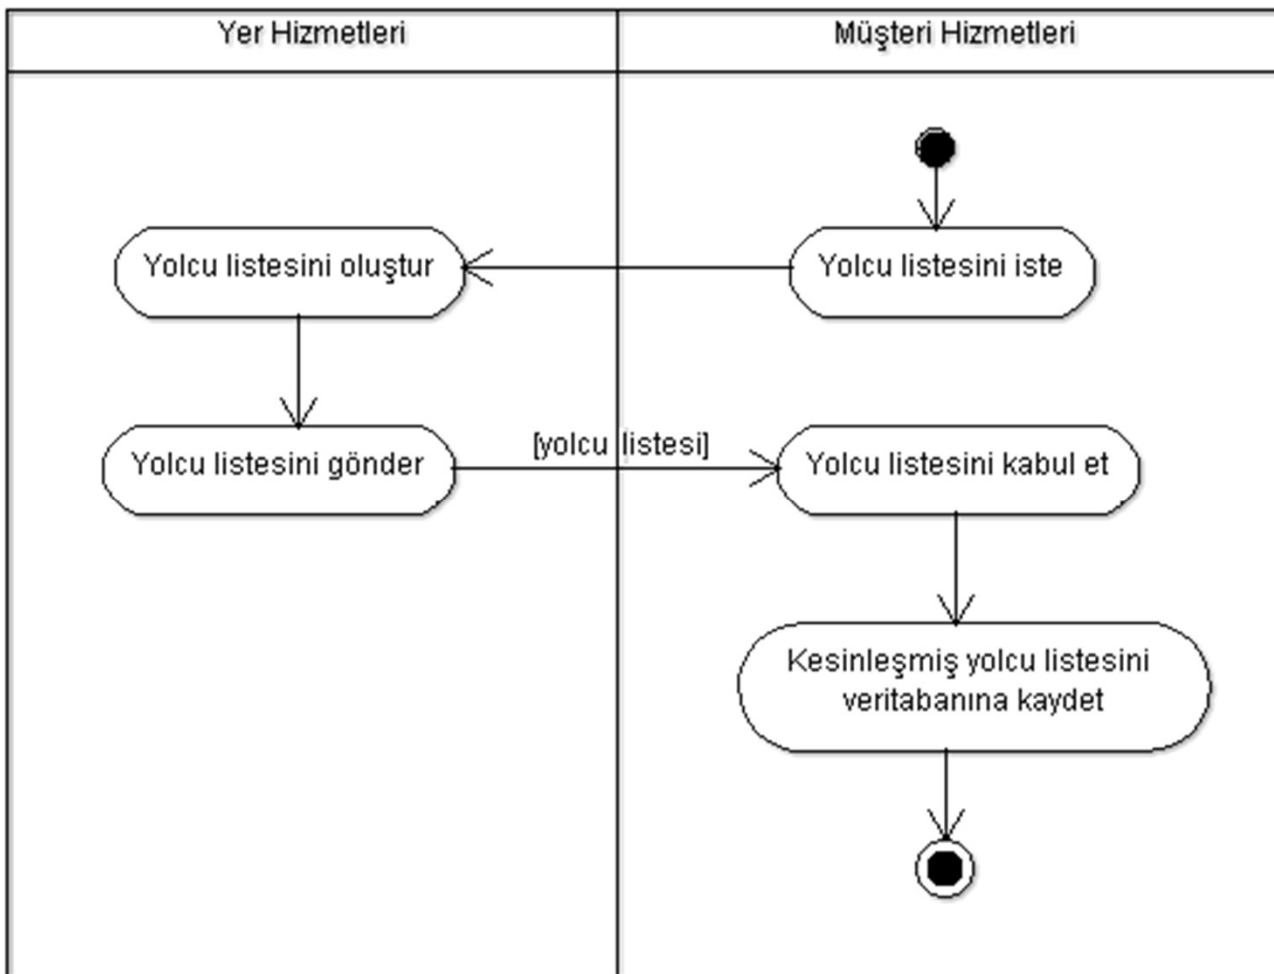 Yer Hizmetleri
Müşteri Hizmetleri
Yolcu listesini oluştur
Yolcu listesini iste
Yolcu listesini gönder
[yolcu listesi]
Yolcu listesini kabul et
Kesinleşmiş yolcu listesini
veritabanına kaydet